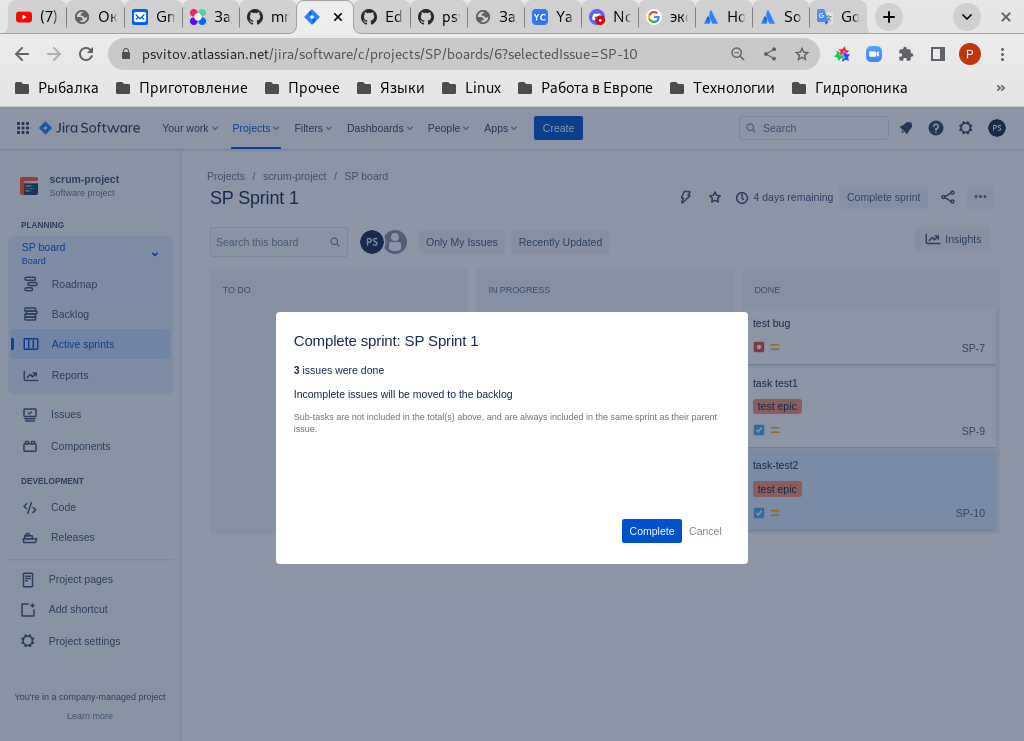 (7)
Ок
Gm
За
mr
Ed
ps
За
YC
Ya
Nc
эк
Ho
So
Go
psvitov.atlassian.net/jira/software/c/projects/SP/boards/6?selectedIssue=SP-10
P
Рыбалка
Приготовление
Прочее
Языки
Linux
Работа в Европе
Технологии
Гидропоника
»
Jira Software
Your work
Projects
Filters
Dashboards
People
Apps
Create
Search
PS
scrum-project
Software project
PLANNING
SP board
Board
Roadmap
Backlog
Active sprints
Reports
Issues
Components
DEVELOPMENT
Code
Releases
Project pages
Add shortcut
Project settings
You're in a company-managed project
Learn more
Projects / scrum-project / SP board
SP Sprint 1
4 days remaining
Complete sprint
Search this board
PS
Only My Issues
Recently Updated
Insights
TO DO
IN PROGRESS
DONE
test bug
SP-7
task test1
test epic
SP-9
task-test2
test epic
SP-10
Complete sprint: SP Sprint 1
3 issues were done
Incomplete issues will be moved to the backlog
Sub-tasks are not included in the total(s) above, and are always included in the same sprint as their parent
issue.
Complete
Cancel